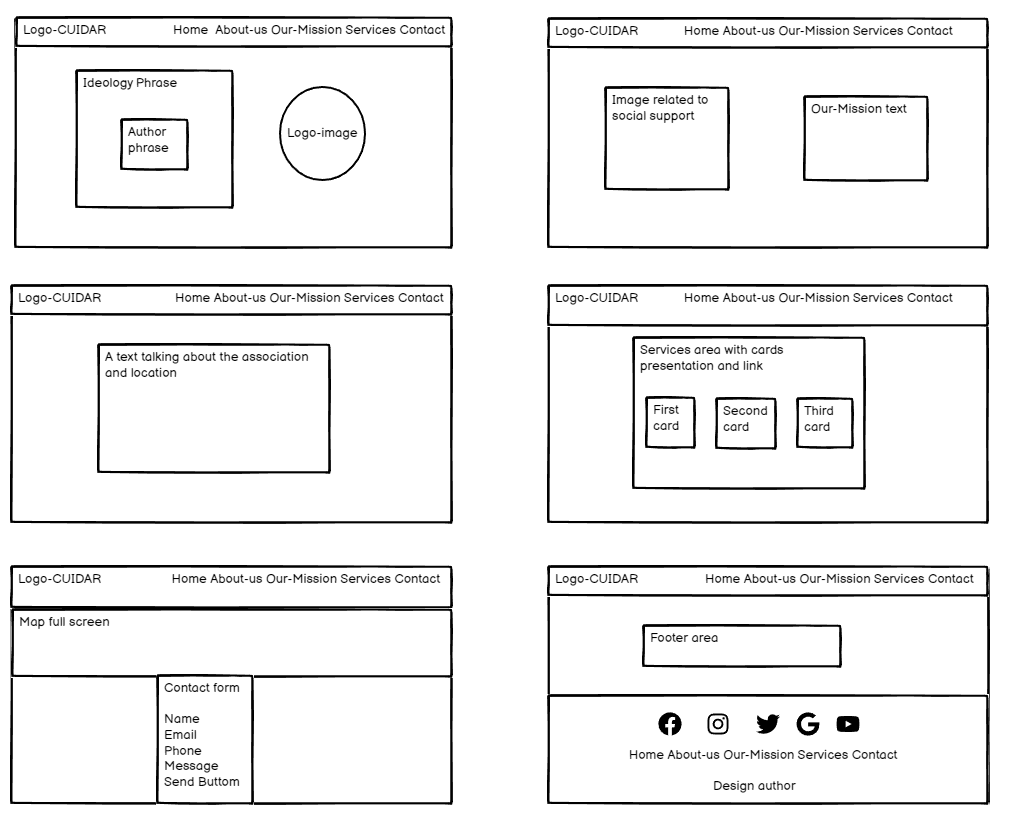 Logo-CUIDAR Home About-us Our-Mission Services Contact
Ideology Phrase
Author
phrase
Logo-image
Logo-CUIDAR Home About-us Our-Mission Services Contact
Image related to
social support
Our-Mission text
Logo-CUIDAR Home About-us Our-Mission Services Contact
A text talking about the association
and location
Logo-CUIDAR Home About-us Our-Mission Services Contact
Services area with cards
presentation and link
First
card
Second
card
Third
card
Logo-CUIDAR Home About-us Our-Mission Services Contact
Map full screen
Contact form
Name
Email
Phone
Message
Send Buttom
Logo-CUIDAR Home About-us Our-Mission Services Contact
Footer area
Home About-us Our-Mission Services Contact
Design author